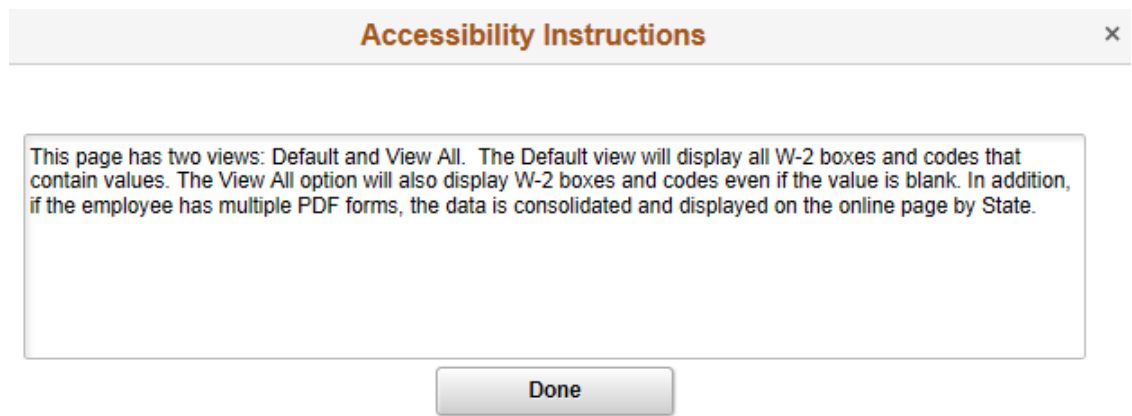 Accessibility Instructions
×
This page has two views: Default and View All.  The Default view will display all W-2 boxes and codes that
contain values. The View All option will also display W-2 boxes and codes even if the value is blank. In addition,
if the employee has multiple PDF forms, the data is consolidated and displayed on the online page by State.
Done